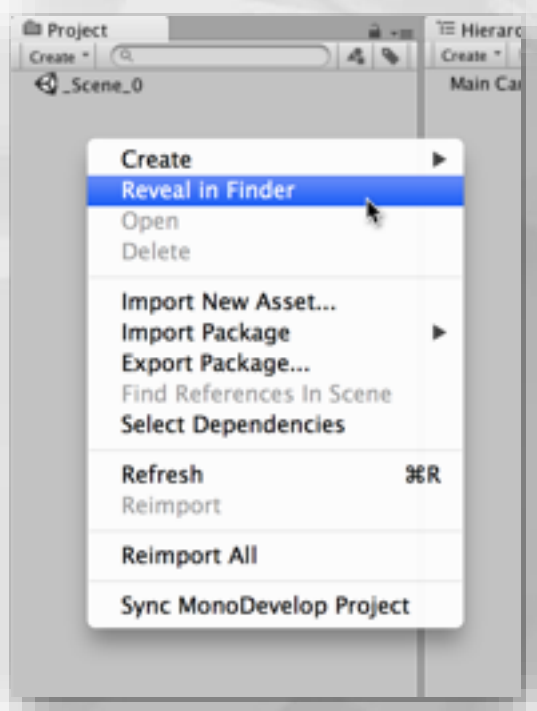 Project
Hierarc
Create
Create
_Scene_0
Main Ca
Create
Reveal in Finder
Open
Delete
Import New Asset...
Import Package
Export Package...
Find References In Scene
Select Dependencies
Refresh ⌘R
Reimport
Reimport All
Sync MonoDevelop Project